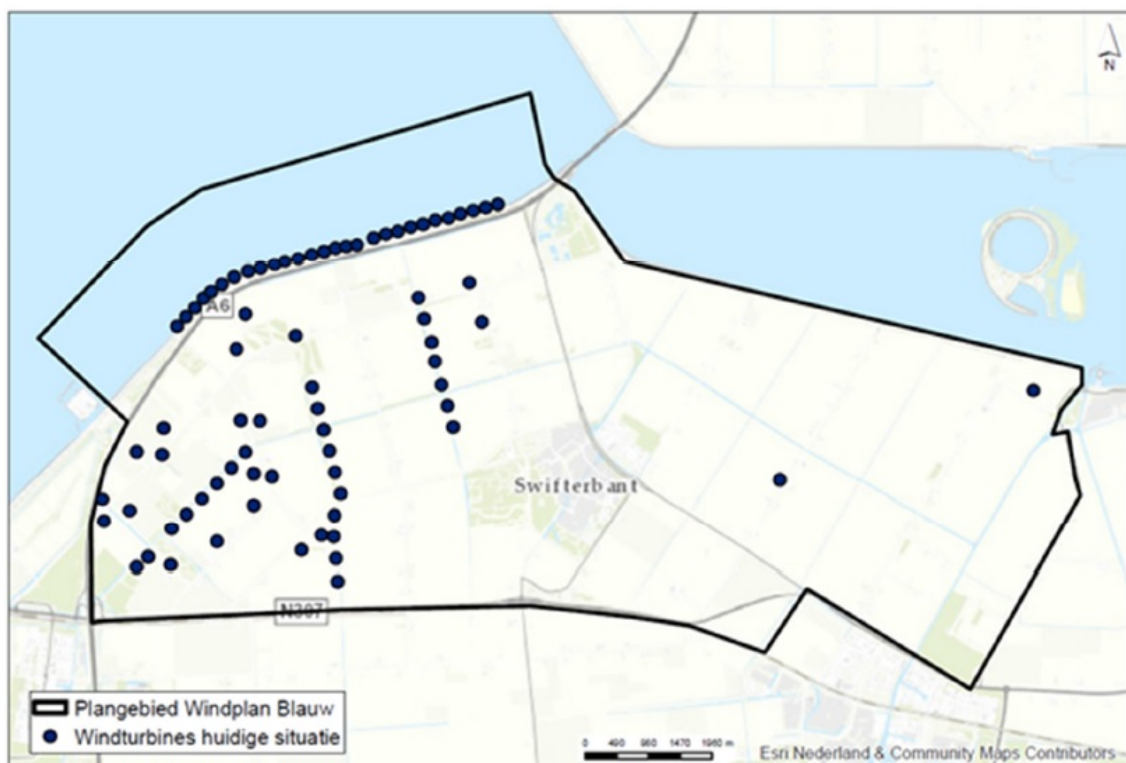 N
A6
Swifterbant
N307
Plangebied Windplan Blauw
Windturbines huidige situatie
0 490 980 1470 1960 m
Esri Nederland & Community Maps Contributors